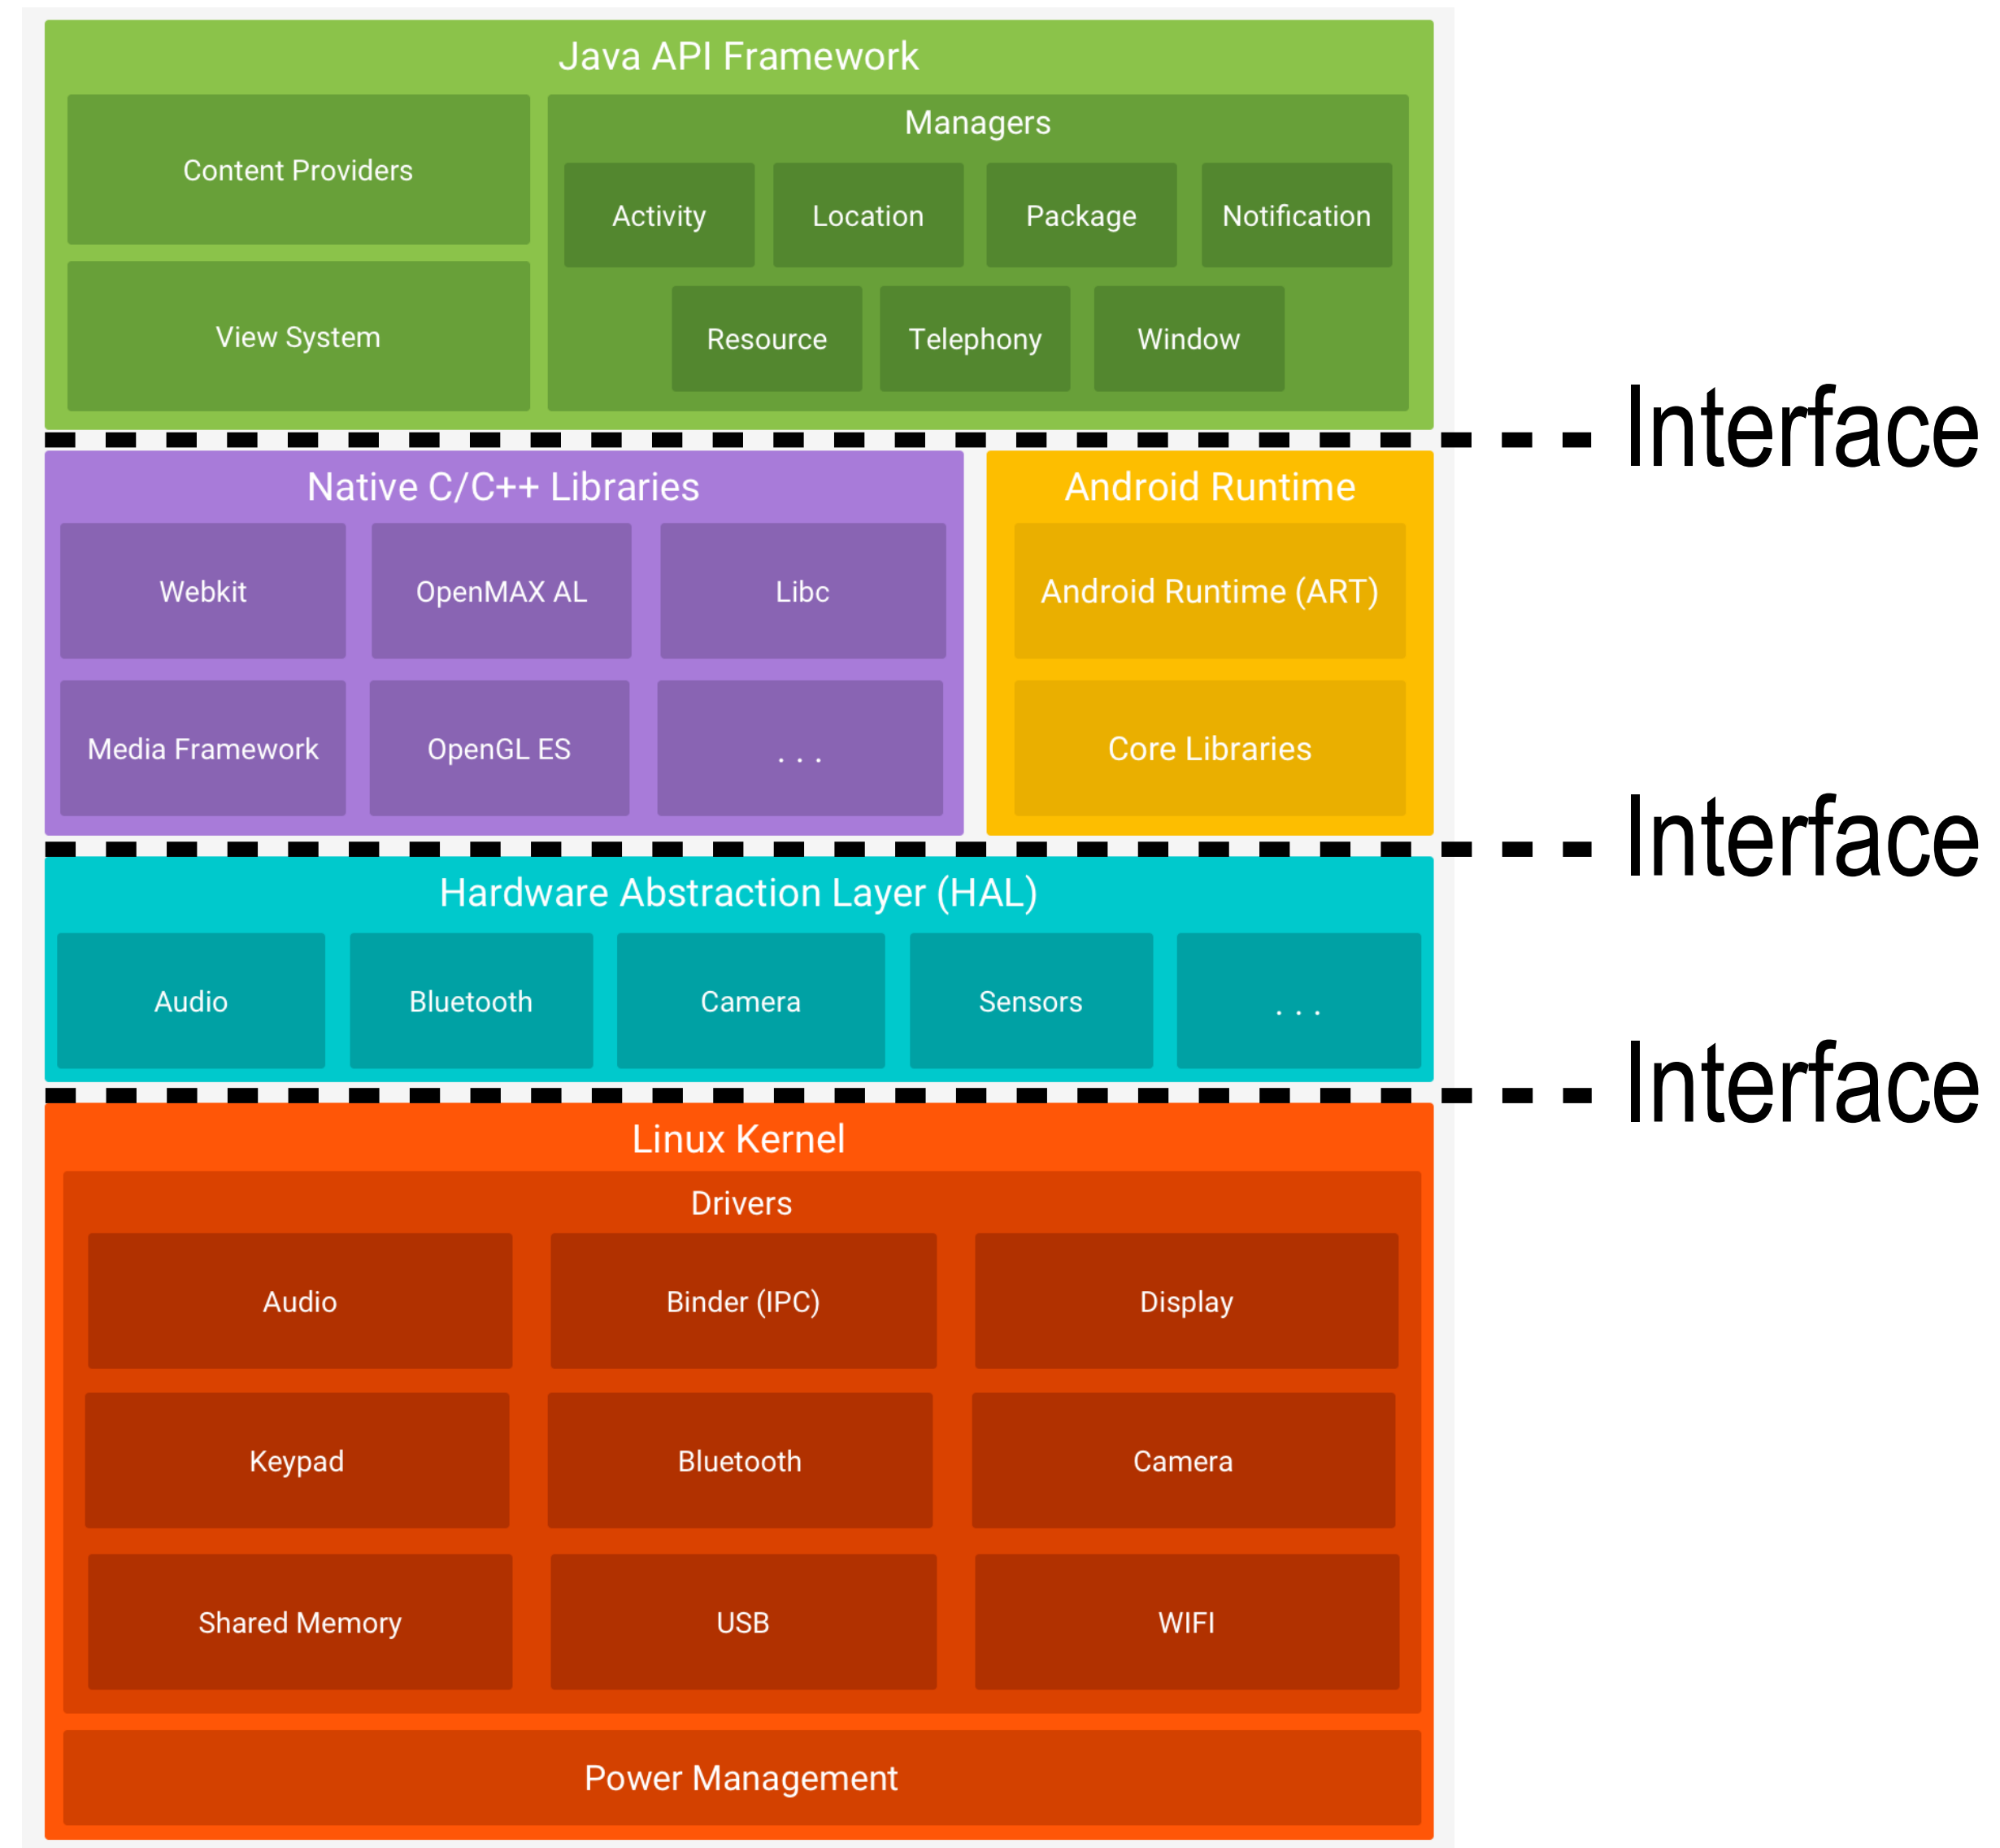 Java API Framework
Content Providers
View System
Managers
Activity
Location
Package
Notification
Resource
Telephony
Window
Interface
Native C/C++ Libraries
Webkit
OpenMAX AL
Libc
Media Framework
OpenGL ES
. . .
Android Runtime
Android Runtime (ART)
Core Libraries
Interface
Hardware Abstraction Layer (HAL)
Audio
Bluetooth
Camera
Sensors
. . .
Interface
Linux Kernel
Drivers
Audio
Binder (IPC)
Display
Keypad
Bluetooth
Camera
Shared Memory
USB
WIFI
Power Management